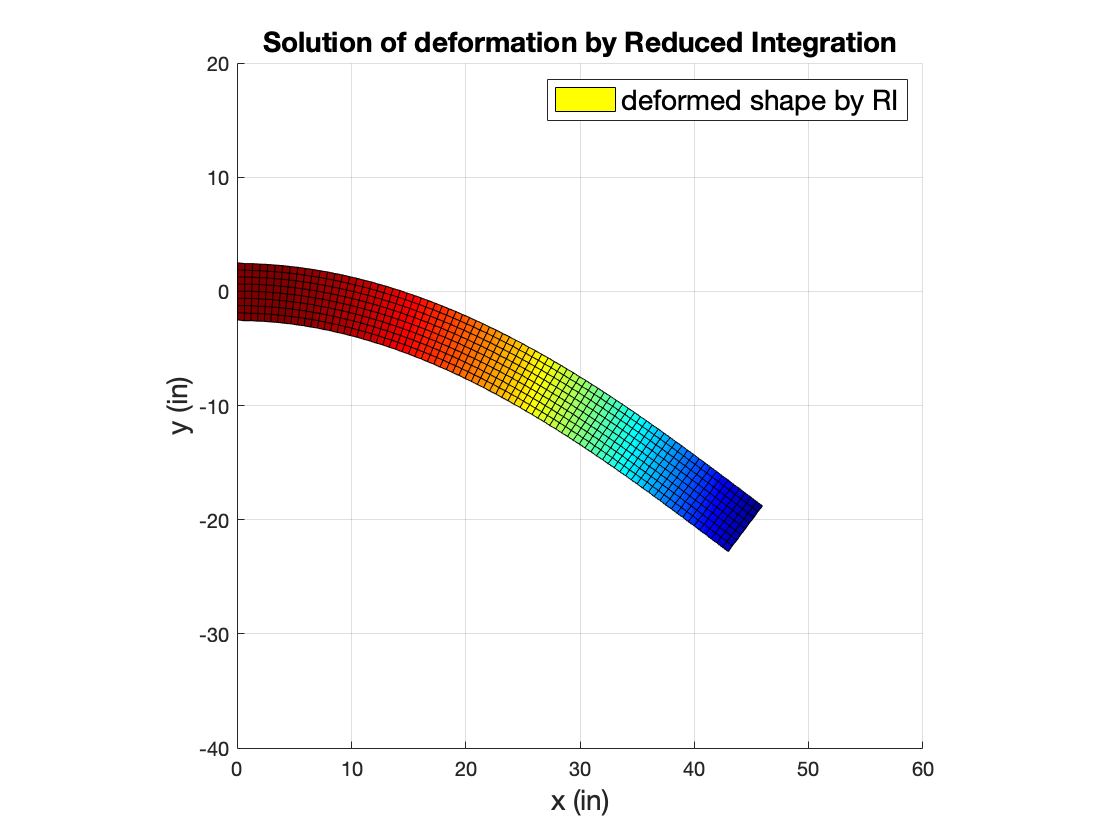 Solution of deformation by Reduced Integration
deformed shape by RI
20
10
0
-10
-20
-30
-40
y (in)
0 10 20 30 40 50 60
x (in)